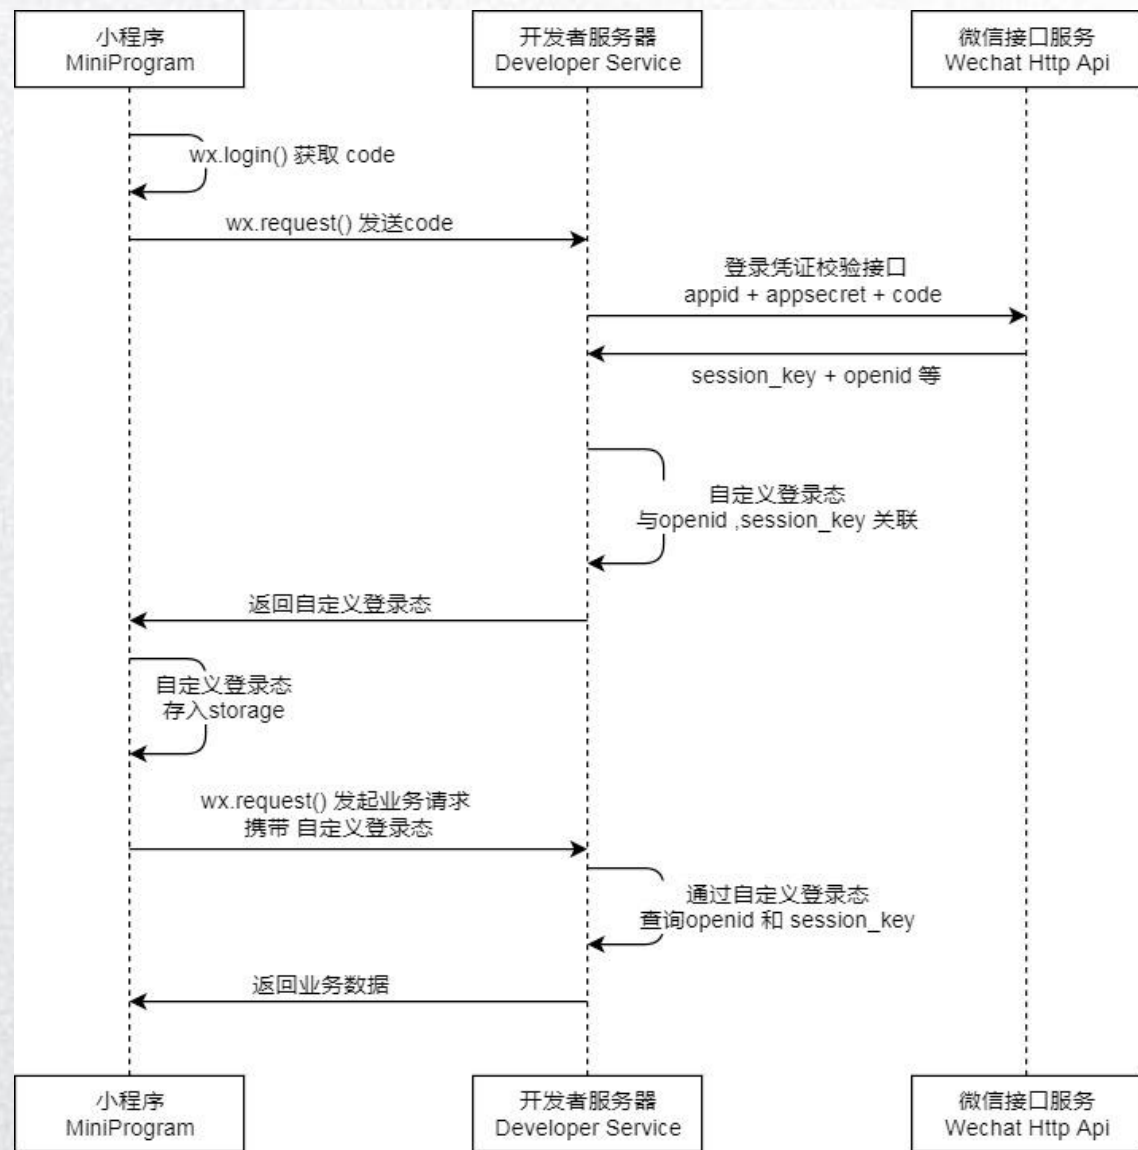 小程序
MiniProgram
开发者服务器
Developer Service
微信接口服务
Wechat Http Api
wx.login() 获取 code
wx.request() 发送code
登录凭证校验接口
appid + appsecret + code
session_key + openid 等
自定义登录态
与openid ,session_key 关联
返回自定义登录态
自定义登录态
存入storage
wx.request() 发起业务请求
携带 自定义登录态
通过自定义登录态
查询openid 和 session_key
返回业务数据
小程序
MiniProgram
开发者服务器
Developer Service
微信接口服务
Wechat Http Api